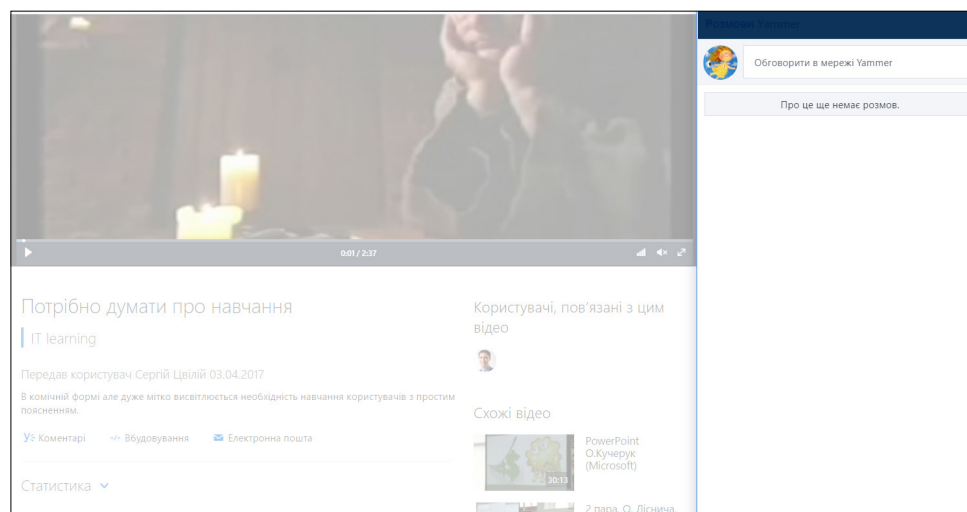 Розмови Yammer
Обговорити в мережі Yammer
Про це ще немає розмов.
0:01 / 2:37
Потрібно думати про навчання
IT learning
Передав користувач Сергій Цвілій 03.04.2017
В комічній формі але дуже мітко висвітлюється необхідність навчання користувачів з простим
поясненням.
Коментарі
Вбудовування
Електронна пошта
Статистика
Користувачі, пов'язані з цим
відео
Схожі відео
30:13
PowerPoint
О.Кучерук
(Microsoft)
2 пара. О. Ліснича.